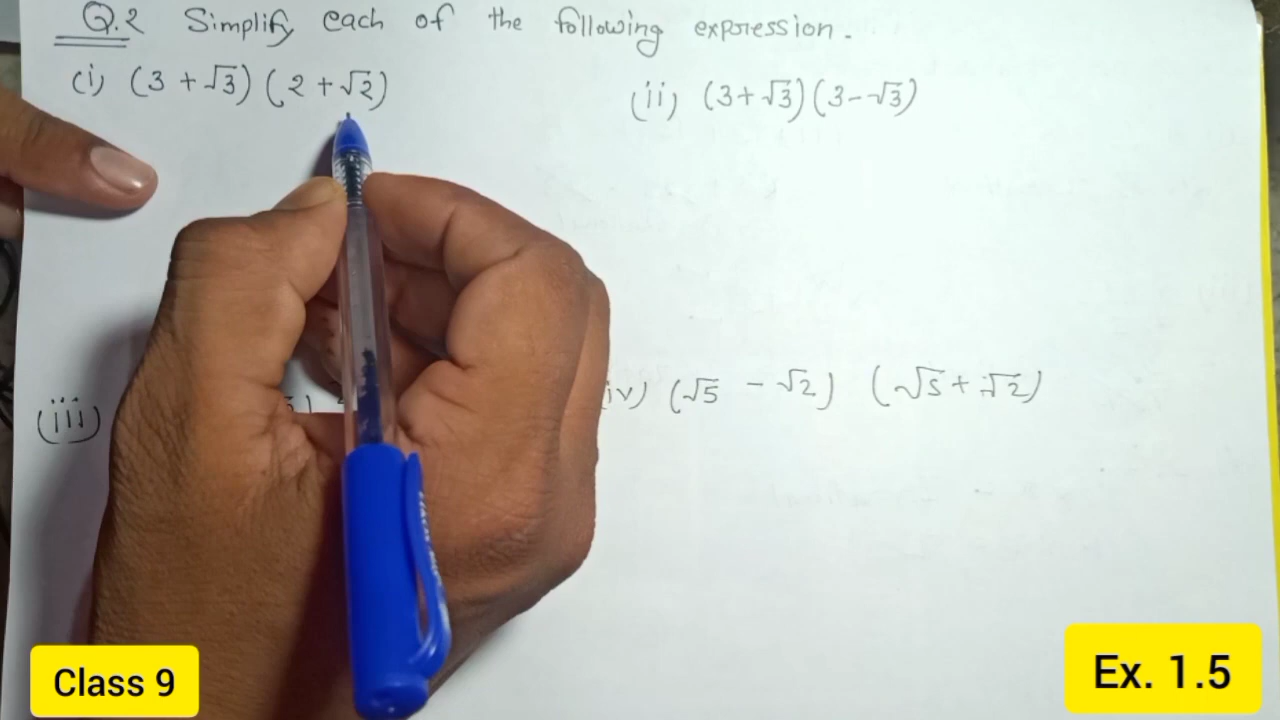 Q.2 Simplify each of the following expression.
(i) (3 + √3) (2 + √2)
(ii) (3+√3)(3-√3)
(iii)
iv) (√5 - √2) (√5 + √2)
Class 9
Ex. 1.5